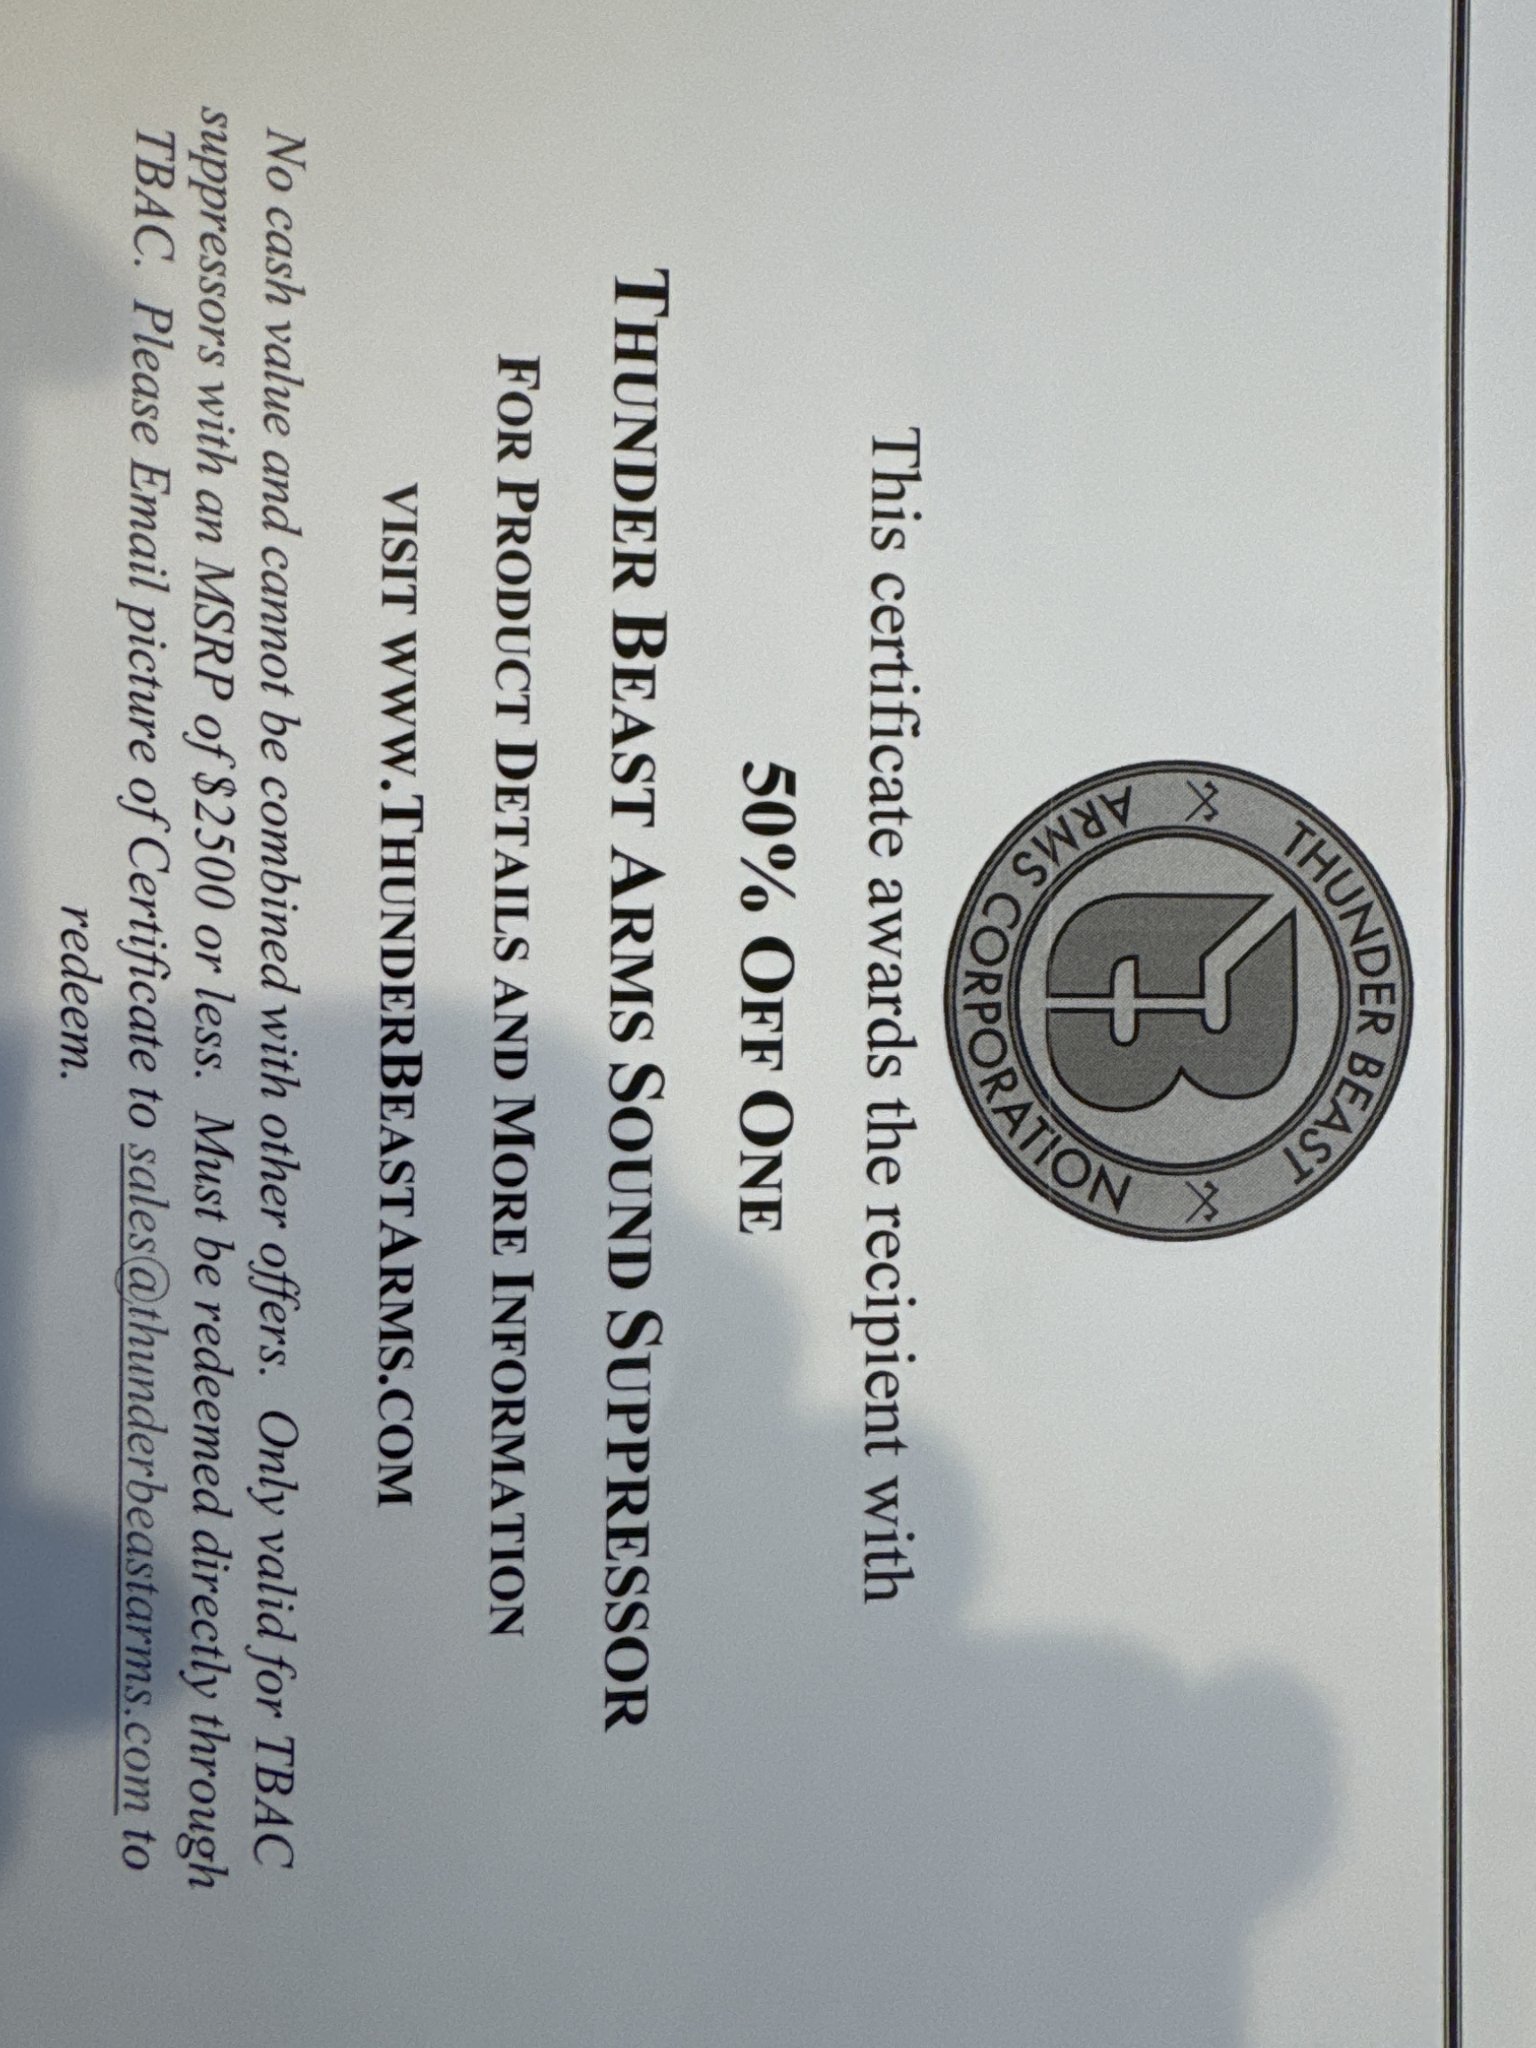 THUNDER BEAST
ARMS CORPORATION
This certificate awards the recipient with
50% OFF ONE
THUNDER BEAST ARMS SOUND SUPPRESSOR
FOR PRODUCT DETAILS AND MORE INFORMATION
VISIT WWW.THUNDERBEASTARMS.COM
No cash value and cannot be combined with other offers. Only valid for TBAC
suppressors with an MSRP of $2500 or less. Must be redeemed directly through
TBAC. Please Email picture of Certificate to sales@thunderbeastarms.com to
redeem.